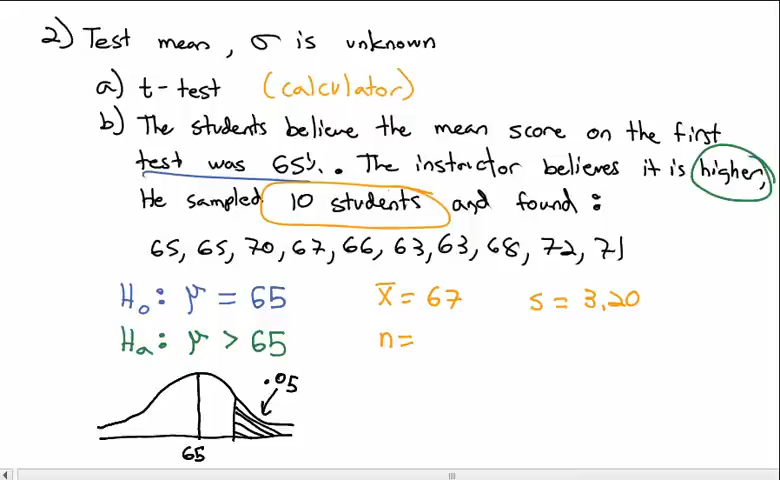 2) Test mean, σ is unknown
a) t-test (calculator)
b) The students believe the mean score on the first
test was 65%. The instructor believes it is higher,
He sampled 10 students and found:
65, 65, 70, 67, 66, 63, 63, 68, 72, 71
H₀: μ = 65 x̄ = 67 s = 3.20
Hₐ: μ > 65 n =
.05
65